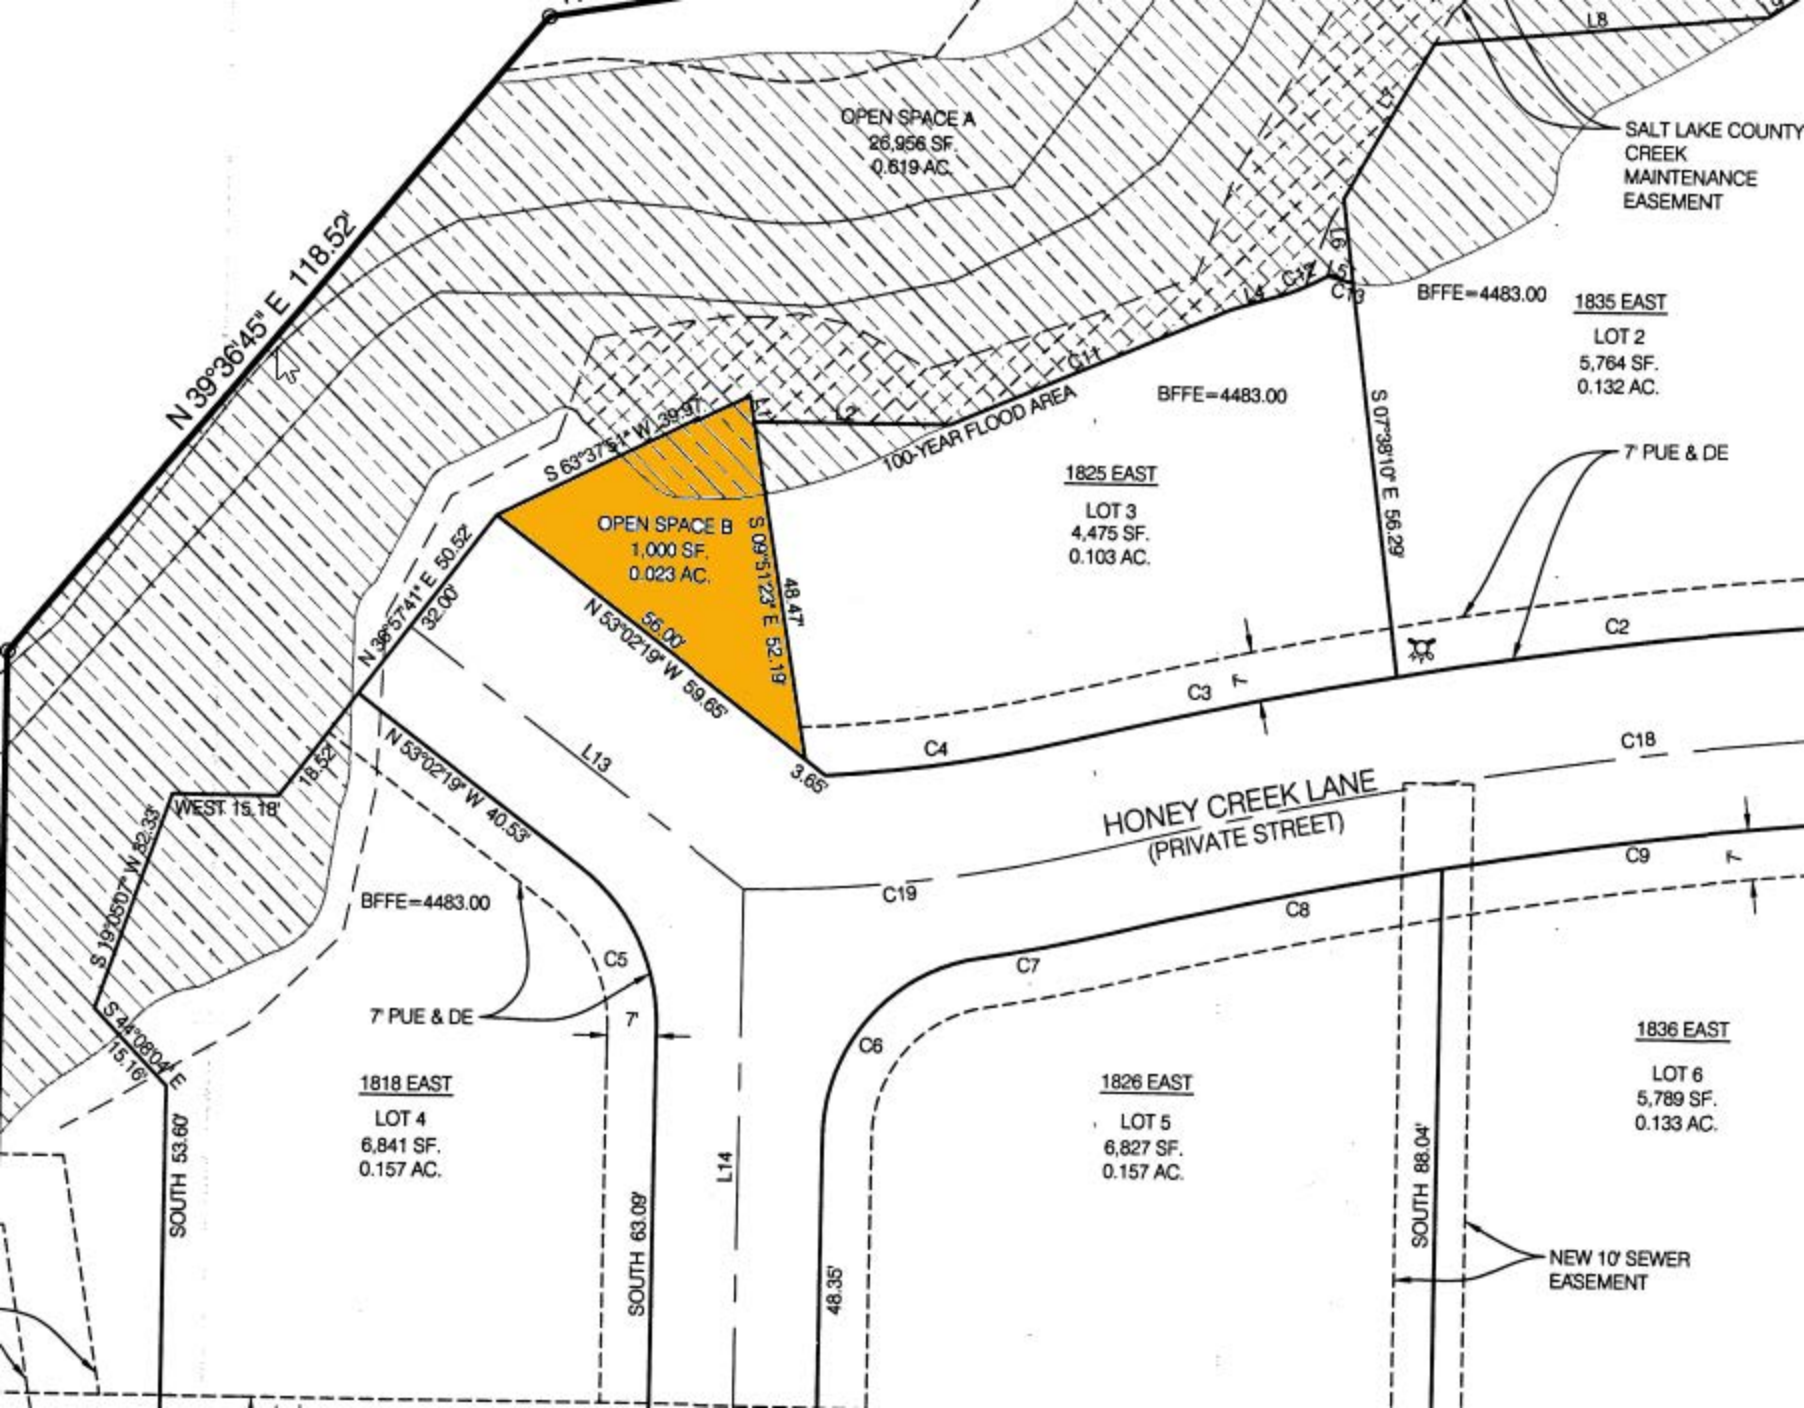 L8
OPEN SPACE A
26,956 SF.
0.619 AC.
SALT LAKE COUNTY
CREEK
MAINTENANCE
EASEMENT
L7
L6
N 39°36'45" E 118.52'
C12
L5
L4
C13
BFFE=4483.00
1835 EAST
LOT 2
5,764 SF.
0.132 AC.
C11
BFFE=4483.00
100-YEAR FLOOD AREA
L1
L2
S 63°37'51" W 39.97'
S 07°38'10" E 56.29'
7' PUE & DE
1825 EAST
LOT 3
4,475 SF.
0.103 AC.
OPEN SPACE B
1,000 SF.
0.023 AC.
S 09°51'23" E 52.19'
48.47'
N 36°57'41" E 50.52'
32.00'
56.00'
N 53°02'19" W 59.65'
C2
C3
7'
C4
3.65'
L13
C18
N 53°02'19" W 40.53'
18.52'
WEST 15.18'
HONEY CREEK LANE
(PRIVATE STREET)
C19
C9
7'
C8
S 19°05'07" W 32.33'
BFFE=4483.00
C5
C7
7' PUE & DE
7'
C6
S 44°08'04" E
15.16'
1818 EAST
LOT 4
6,841 SF.
0.157 AC.
1826 EAST
LOT 5
6,827 SF.
0.157 AC.
1836 EAST
LOT 6
5,789 SF.
0.133 AC.
SOUTH 53.60'
L14
SOUTH 63.09'
48.35'
SOUTH 88.04'
NEW 10' SEWER
EASEMENT